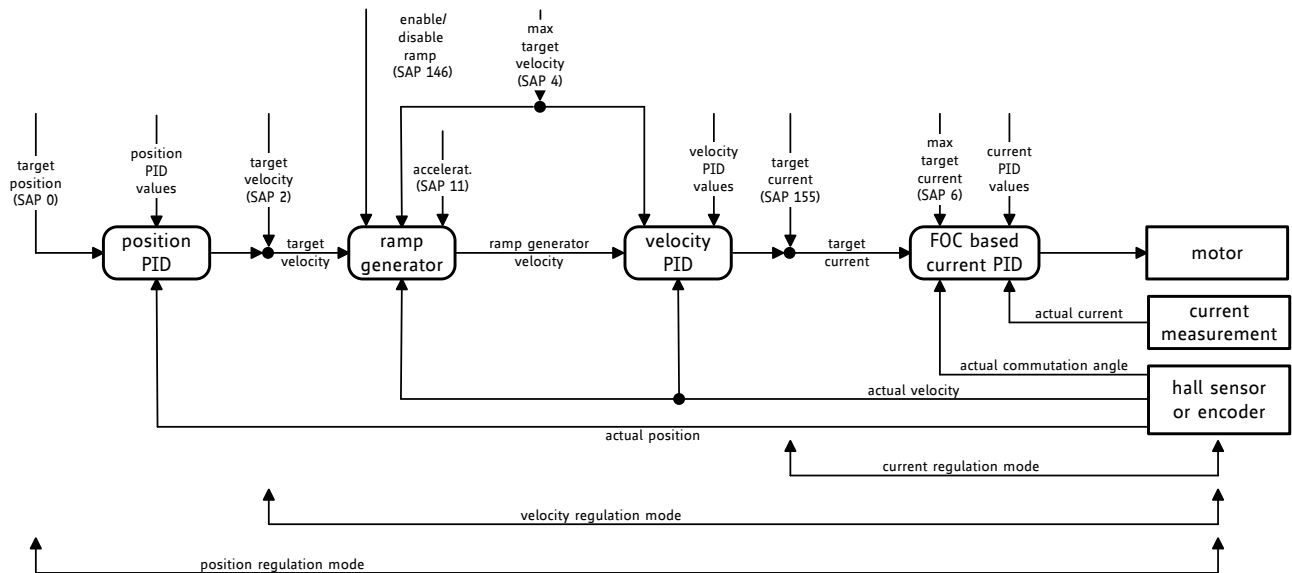 enable/
disable
ramp
(SAP 146)
max
target
velocity
(SAP 4)
target
position
(SAP 0)
position
PID
values
target
velocity
(SAP 2)
accelerat.
(SAP 11)
velocity
PID
values
target
current
(SAP 155)
max
target
current
(SAP 6)
current
PID
values
position
PID
target
velocity
ramp
generator
ramp generator
velocity
velocity
PID
target
current
FOC based
current PID
motor
actual current
current
measurement
actual commutation angle
hall sensor
or encoder
actual velocity
actual position
current regulation mode
velocity regulation mode
position regulation mode